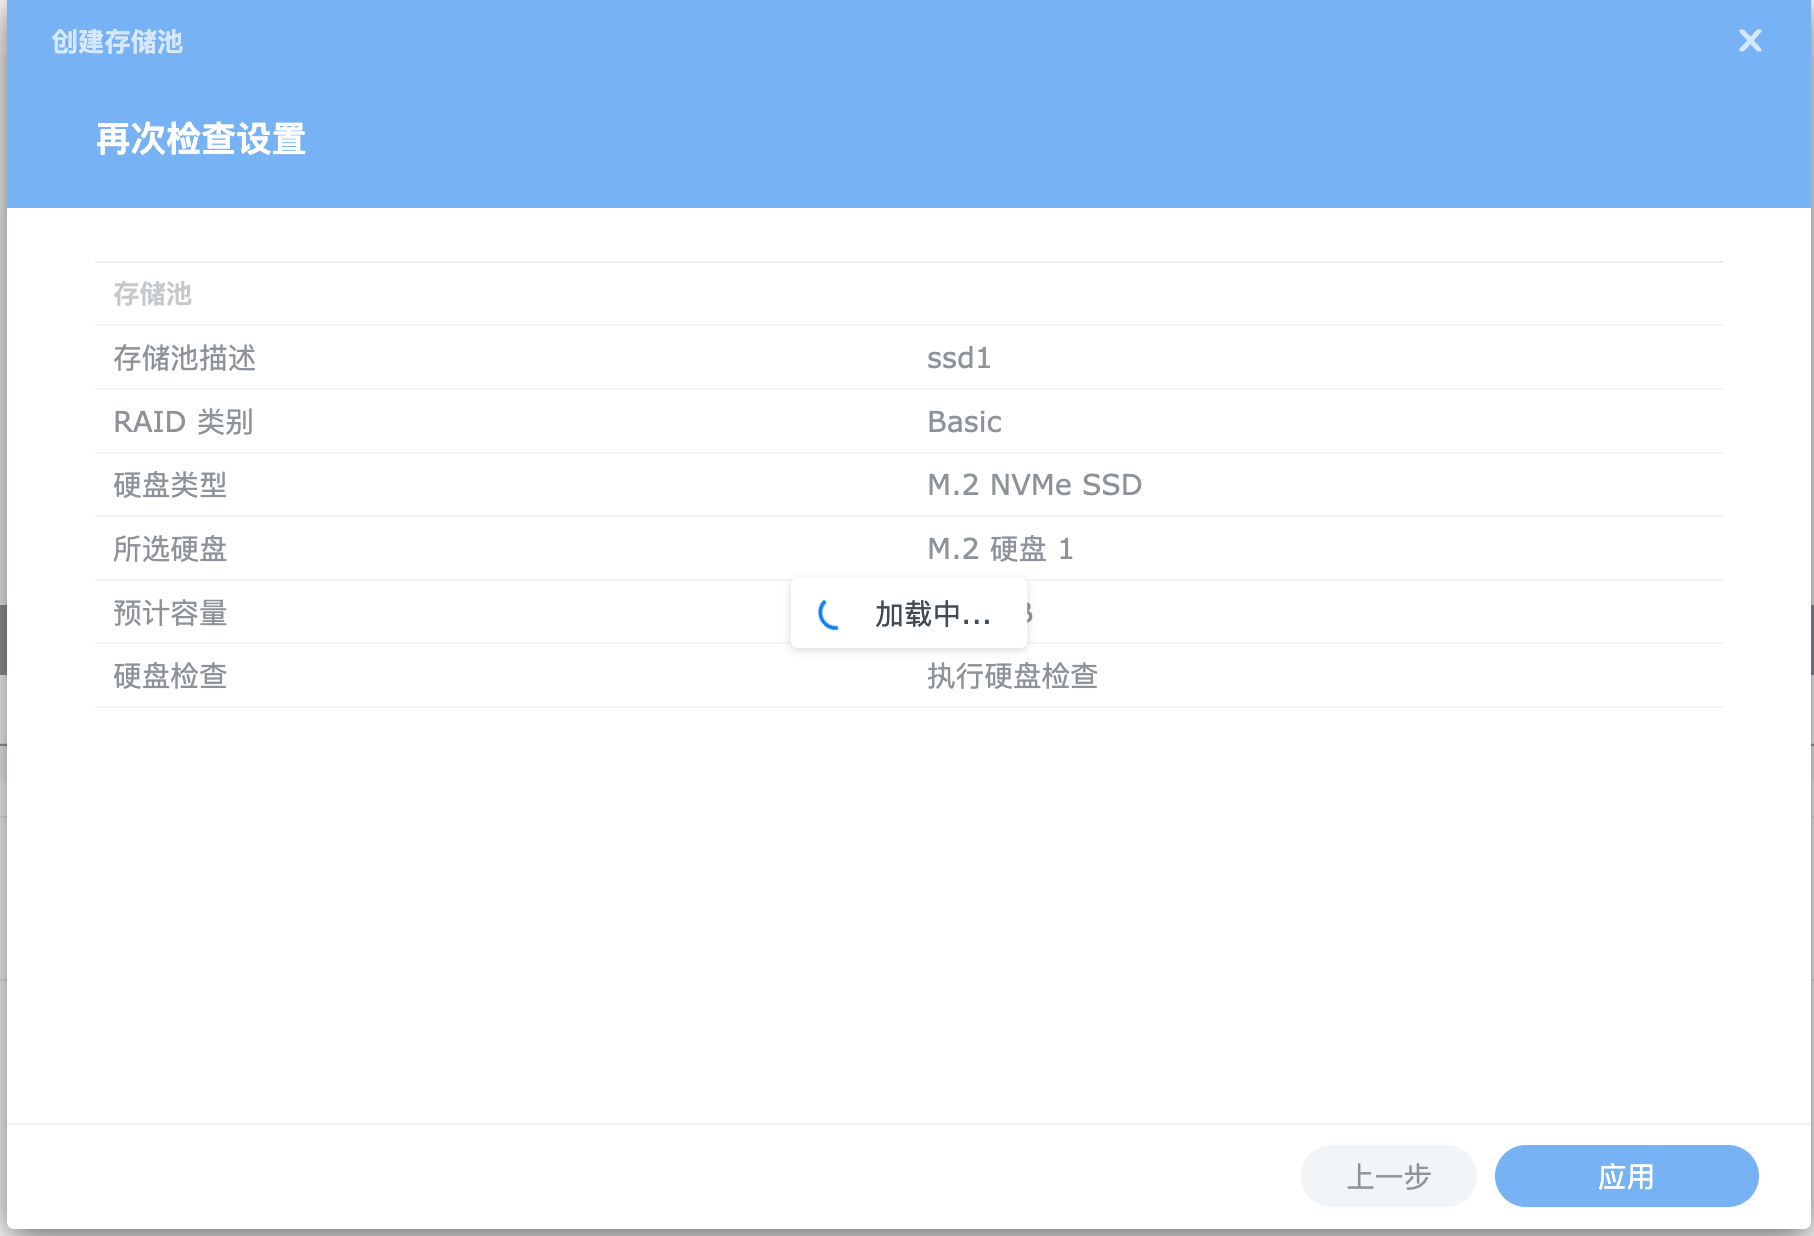 创建存储池
再次检查设置
存储池
存储池描述 ssd1
RAID 类别 Basic
硬盘类型 M.2 NVMe SSD
所选硬盘 M.2 硬盘 1
预计容量
加载中...
硬盘检查 执行硬盘检查
上一步 应用